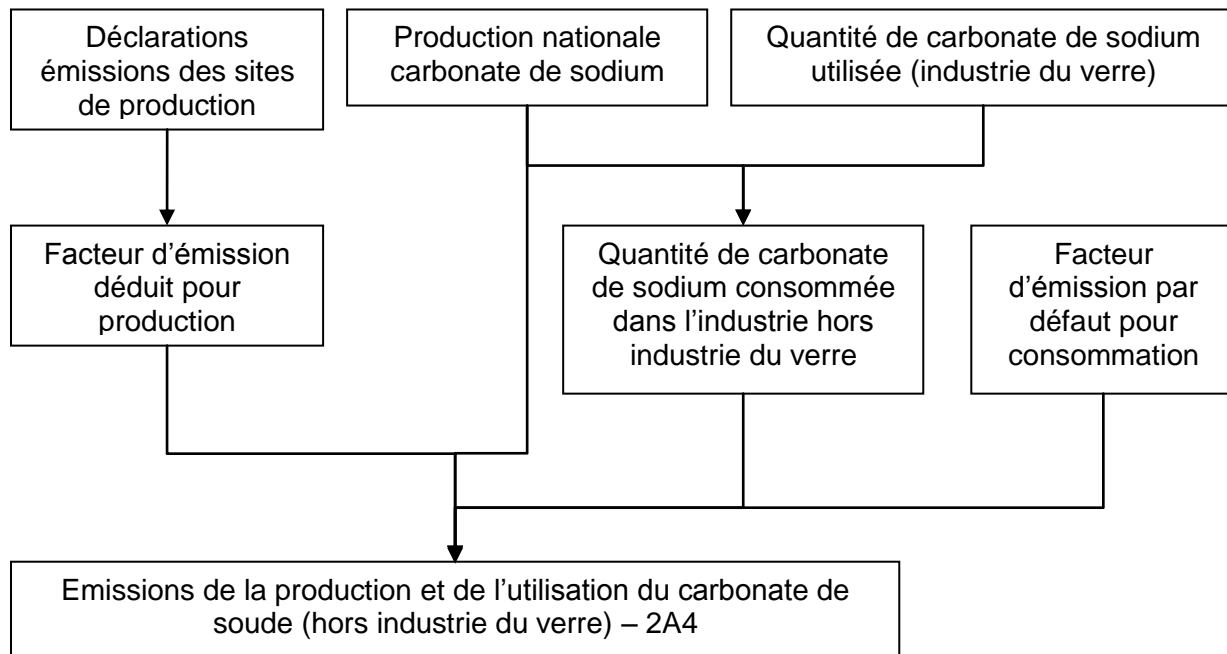 Déclarations
émissions des sites
de production
Production nationale
carbonate de sodium
Quantité de carbonate de sodium
utilisée (industrie du verre)
Facteur d’émission
déduit pour
production
Quantité de carbonate
de sodium consommée
dans l’industrie hors
industrie du verre
Facteur
d’émission par
défaut pour
consommation
Emissions de la production et de l’utilisation du carbonate de
soude (hors industrie du verre) – 2A4